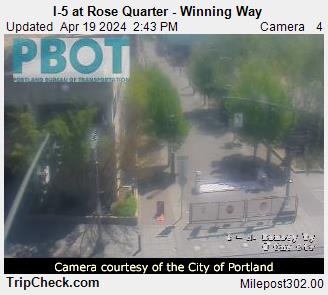 I-5 at Rose Quarter - Winning Way
Updated Apr 19 2024 2:43 PM Camera 4
PBOT
PORTLAND BUREAU OF TRANSPORTATION
Camera courtesy of the City of Portland
TripCheck.com Milepost302.00